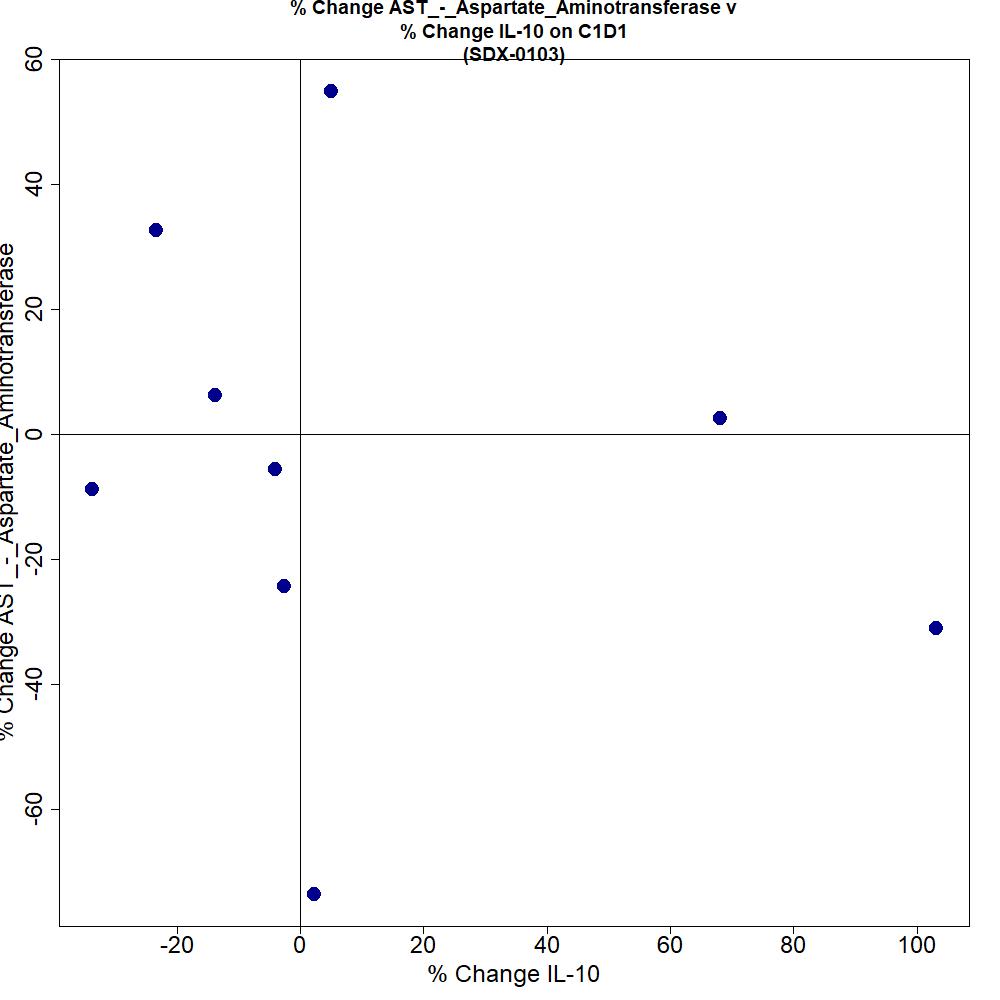 % Change AST_-_Aspartate_Aminotransferase v
% Change IL-10 on C1D1
(SDX-0103)
% Change AST_-_Aspartate_Aminotransferase
60
40
20
0
-20
-40
-60
-20
0
20
40
60
80
100
% Change IL-10